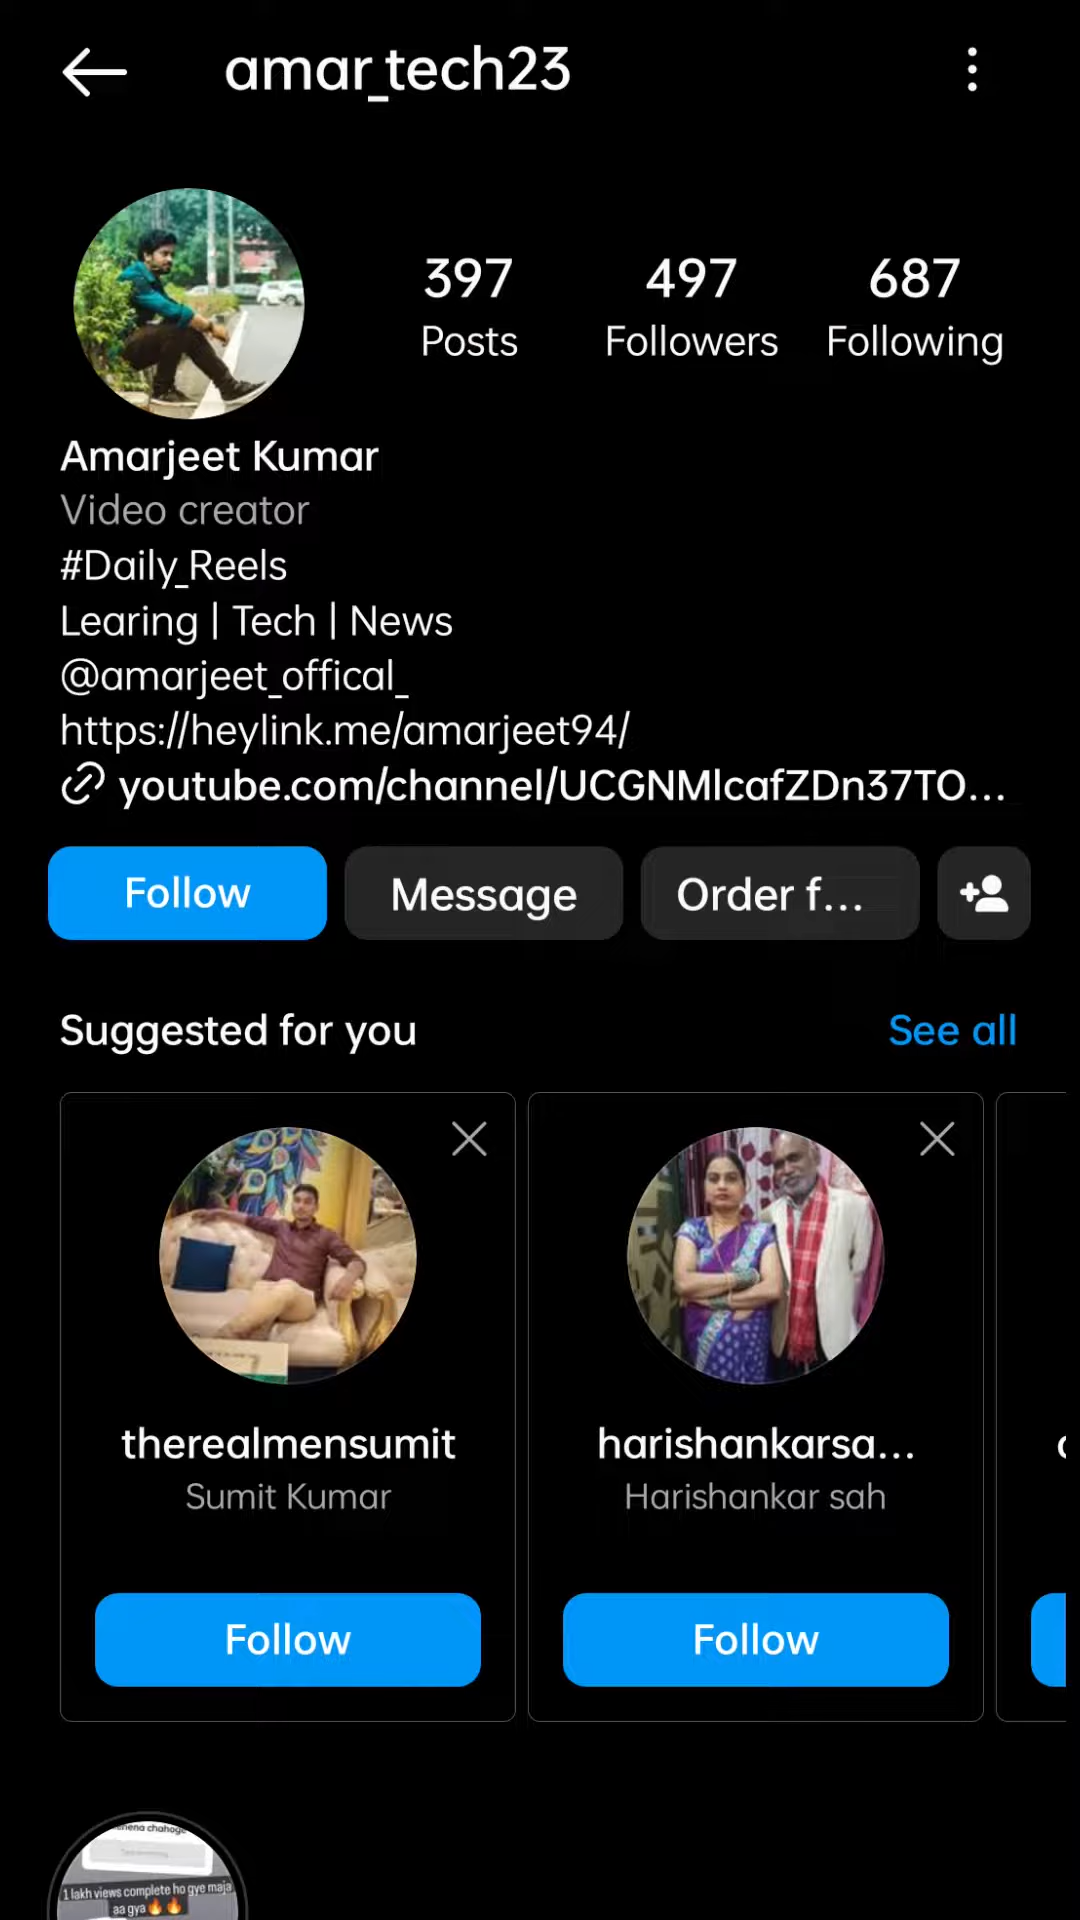 amar_tech23
397 497 687
Posts Followers Following
Amarjeet Kumar
Video creator
#Daily_Reels
Learing | Tech | News
@amarjeet_offical_
https://heylink.me/amarjeet94/
youtube.com/channel/UCGNMlcafZDn37TO...
Follow Message Order f...
Suggested for you See all
therealmensumit harishankarsa...
Sumit Kumar Harishankar sah
Follow Follow
chahoge
1 lakh views complete ho gye maja
aa gya🔥🔥